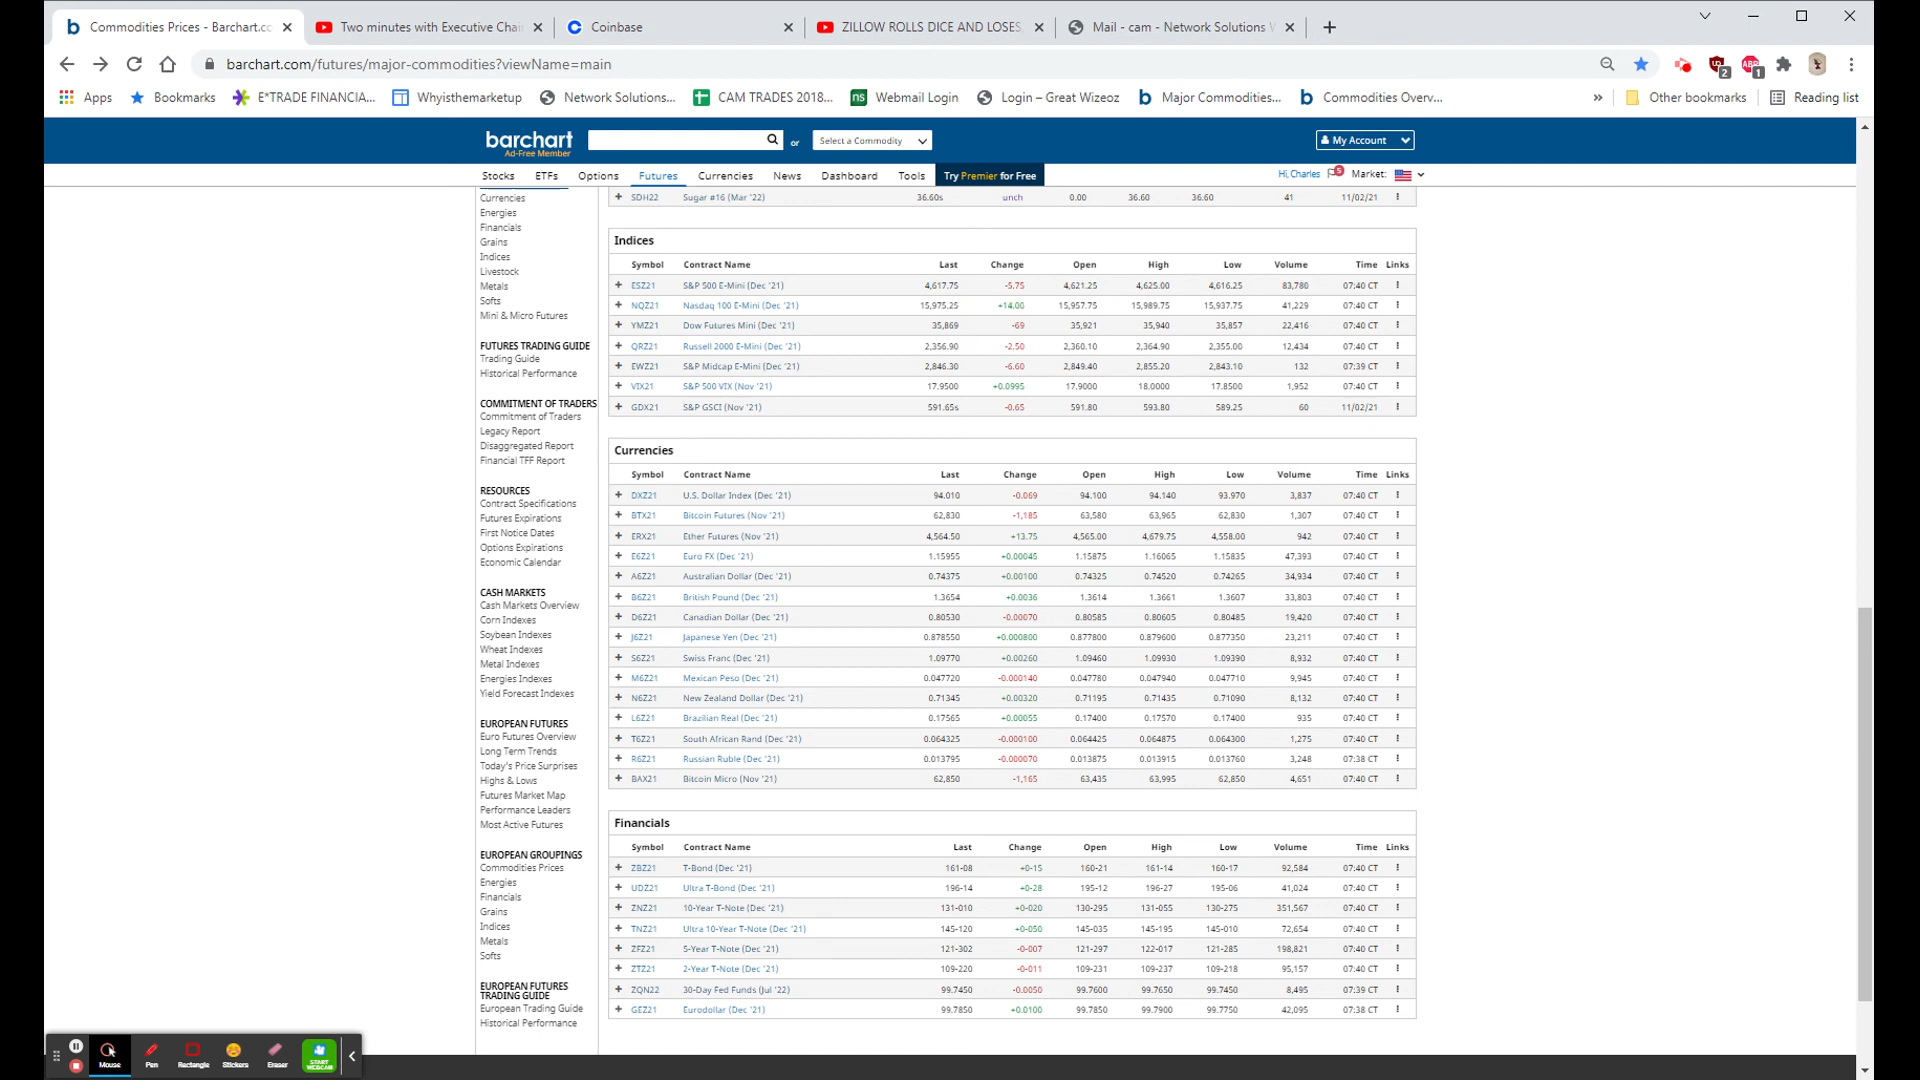 Commodities Prices - Barchart.co
Two minutes with Executive Chai
Coinbase
ZILLOW ROLLS DICE AND LOSES,
Mail - cam - Network Solutions
barchart.com/futures/major-commodities?viewName=main
Apps Bookmarks E*TRADE FINANCIA... Whyisthemarketup Network Solutions... CAM TRADES 2018... Webmail Login Login – Great Wizeoz Major Commodities... Commodities Overv... » Other bookmarks Reading list
barchart
Ad-Free Member
or Select a Commodity My Account
Stocks ETFs Options Futures Currencies News Dashboard Tools Try Premier for Free Hi, Charles Market:
Currencies
Energies
Financials
Grains
Indices
Livestock
Metals
Softs
Mini & Micro Futures
FUTURES TRADING GUIDE
Trading Guide
Historical Performance
COMMITMENT OF TRADERS
Commitment of Traders
Legacy Report
Disaggregated Report
Financial TFF Report
RESOURCES
Contract Specifications
Futures Expirations
First Notice Dates
Options Expirations
Economic Calendar
CASH MARKETS
Cash Markets Overview
Corn Indexes
Soybean Indexes
Wheat Indexes
Metal Indexes
Energies Indexes
Yield Forecast Indexes
EUROPEAN FUTURES
Euro Futures Overview
Long Term Trends
Today's Price Surprises
Highs & Lows
Futures Market Map
Performance Leaders
Most Active Futures
EUROPEAN GROUPINGS
Commodities Prices
Energies
Financials
Grains
Indices
Metals
Softs
EUROPEAN FUTURES
TRADING GUIDE
European Trading Guide
Historical Performance
SDH22 Sugar #16 (Mar '22) 36.60s unch 0.00 36.60 36.60 41 11/02/21
Indices
Symbol Contract Name Last Change Open High Low Volume Time Links
ESZ21 S&P 500 E-Mini (Dec '21) 4,617.75 -5.75 4,621.25 4,625.00 4,616.25 83,780 07:40 CT
NQZ21 Nasdaq 100 E-Mini (Dec '21) 15,975.25 +14.00 15,957.75 15,989.75 15,937.75 41,229 07:40 CT
YMZ21 Dow Futures Mini (Dec '21) 35,869 -69 35,921 35,940 35,857 22,416 07:40 CT
QRZ21 Russell 2000 E-Mini (Dec '21) 2,356.90 -2.50 2,360.10 2,364.90 2,355.00 12,434 07:40 CT
EWZ21 S&P Midcap E-Mini (Dec '21) 2,846.30 -6.60 2,849.40 2,855.20 2,843.10 132 07:39 CT
VIX21 S&P 500 VIX (Nov '21) 17.9500 +0.0995 17.9000 18.0000 17.8500 1,952 07:40 CT
GDX21 S&P GSCI (Nov '21) 591.65s -0.65 591.80 593.80 589.25 60 11/02/21
Currencies
Symbol Contract Name Last Change Open High Low Volume Time Links
DXZ21 U.S. Dollar Index (Dec '21) 94.010 -0.069 94.100 94.140 93.970 3,837 07:40 CT
BTX21 Bitcoin Futures (Nov '21) 62,830 -1,185 63,580 63,965 62,830 1,307 07:40 CT
ERX21 Ether Futures (Nov '21) 4,564.50 +13.75 4,565.00 4,679.75 4,558.00 942 07:40 CT
E6Z21 Euro FX (Dec '21) 1.15955 +0.00045 1.15875 1.16065 1.15835 47,393 07:40 CT
A6Z21 Australian Dollar (Dec '21) 0.74375 +0.00100 0.74325 0.74520 0.74265 34,934 07:40 CT
B6Z21 British Pound (Dec '21) 1.3654 +0.0036 1.3614 1.3661 1.3607 33,803 07:40 CT
D6Z21 Canadian Dollar (Dec '21) 0.80530 -0.00070 0.80585 0.80605 0.80485 19,420 07:40 CT
J6Z21 Japanese Yen (Dec '21) 0.878550 +0.000800 0.877800 0.879600 0.877350 23,211 07:40 CT
S6Z21 Swiss Franc (Dec '21) 1.09770 +0.00260 1.09460 1.09930 1.09390 8,932 07:40 CT
M6Z21 Mexican Peso (Dec '21) 0.047720 -0.000140 0.047780 0.047940 0.047710 9,945 07:40 CT
N6Z21 New Zealand Dollar (Dec '21) 0.71345 +0.00320 0.71195 0.71435 0.71090 8,132 07:40 CT
L6Z21 Brazilian Real (Dec '21) 0.17565 +0.00055 0.17400 0.17570 0.17400 935 07:40 CT
T6Z21 South African Rand (Dec '21) 0.064325 -0.000100 0.064425 0.064875 0.064300 1,275 07:40 CT
R6Z21 Russian Ruble (Dec '21) 0.013795 -0.000070 0.013875 0.013915 0.013760 3,248 07:38 CT
BAX21 Bitcoin Micro (Nov '21) 62,850 -1,165 63,435 63,995 62,850 4,651 07:40 CT
Financials
Symbol Contract Name Last Change Open High Low Volume Time Links
ZBZ21 T-Bond (Dec '21) 161-08 +0-15 160-21 161-14 160-17 92,584 07:40 CT
UDZ21 Ultra T-Bond (Dec '21) 196-14 +0-28 195-12 196-27 195-06 41,024 07:40 CT
ZNZ21 10-Year T-Note (Dec '21) 131-010 +0-020 130-295 131-055 130-275 351,567 07:40 CT
TNZ21 Ultra 10-Year T-Note (Dec '21) 145-120 +0-050 145-035 145-195 145-010 72,654 07:40 CT
ZFZ21 5-Year T-Note (Dec '21) 121-302 -0-007 121-297 122-017 121-285 198,821 07:40 CT
ZTZ21 2-Year T-Note (Dec '21) 109-220 -0-011 109-231 109-237 109-218 95,157 07:40 CT
ZQN22 30-Day Fed Funds (Jul '22) 99.7450 -0.0050 99.7600 99.7650 99.7450 8,495 07:39 CT
GEZ21 Eurodollar (Dec '21) 99.7850 +0.0100 99.7850 99.7900 99.7750 42,095 07:38 CT
Mouse Pen Rectangle Stickers Eraser START WEBCAM